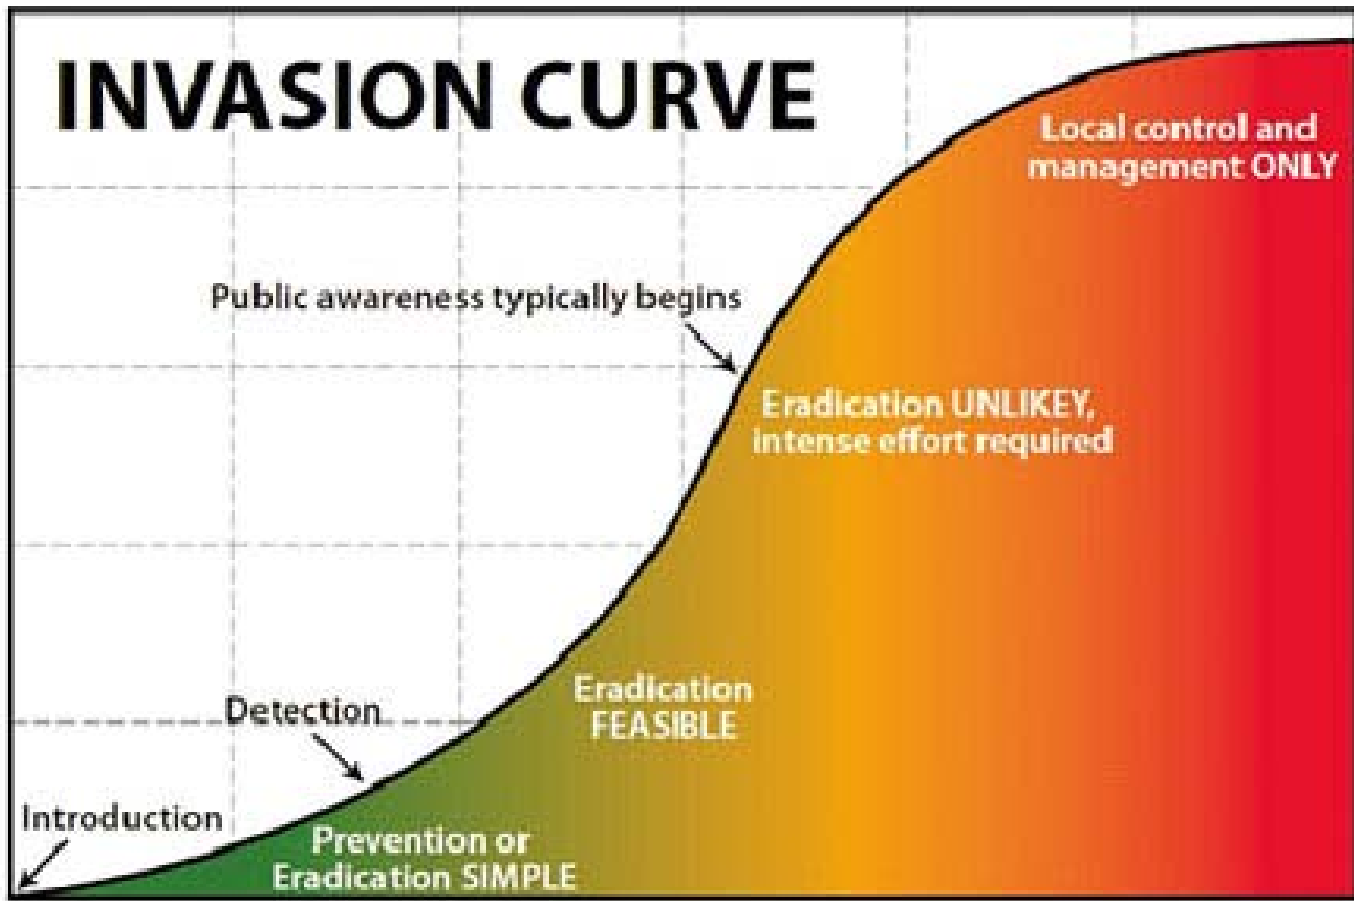 INVASION CURVE
Local control and
management ONLY
Public awareness typically begins
Eradication UNLIKEY,
intense effort required
Eradication
FEASIBLE
Detection
Introduction
Prevention or
Eradication SIMPLE